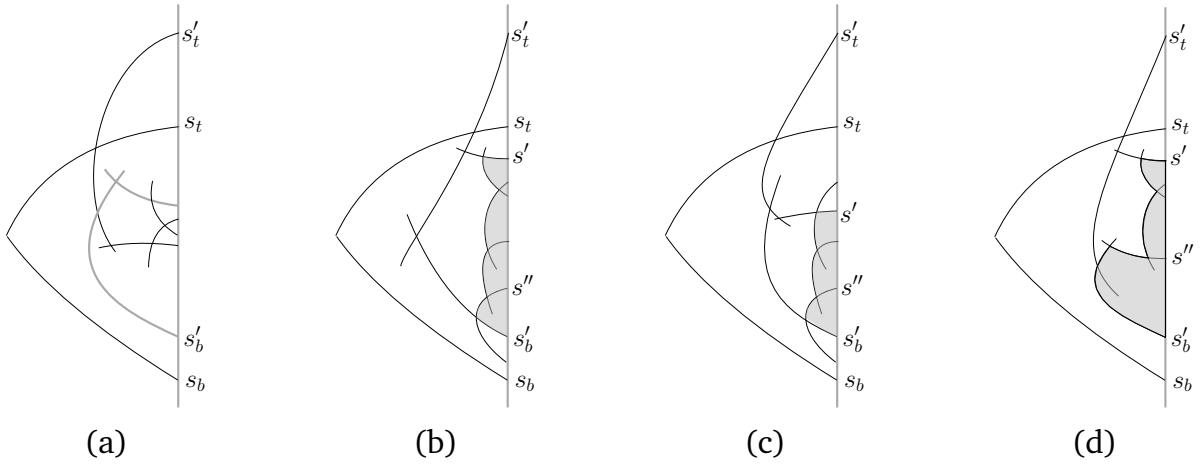 s′_t s′_t s′_t s′_t
s_t s_t s_t s_t
s′ s′ s′
s″ s″ s″
s′_b s′_b s′_b s′_b
s_b s_b s_b s_b
(a) (b) (c) (d)